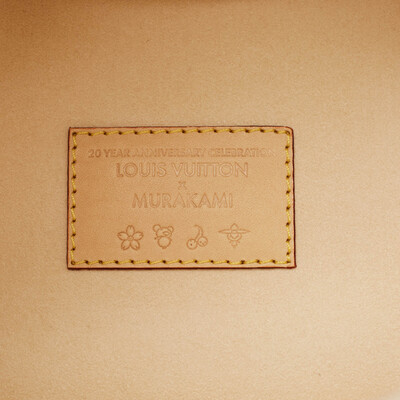 20 YEAR ANNIVERSARY CELEBRATION
LOUIS VUITTON
X
MURAKAMI